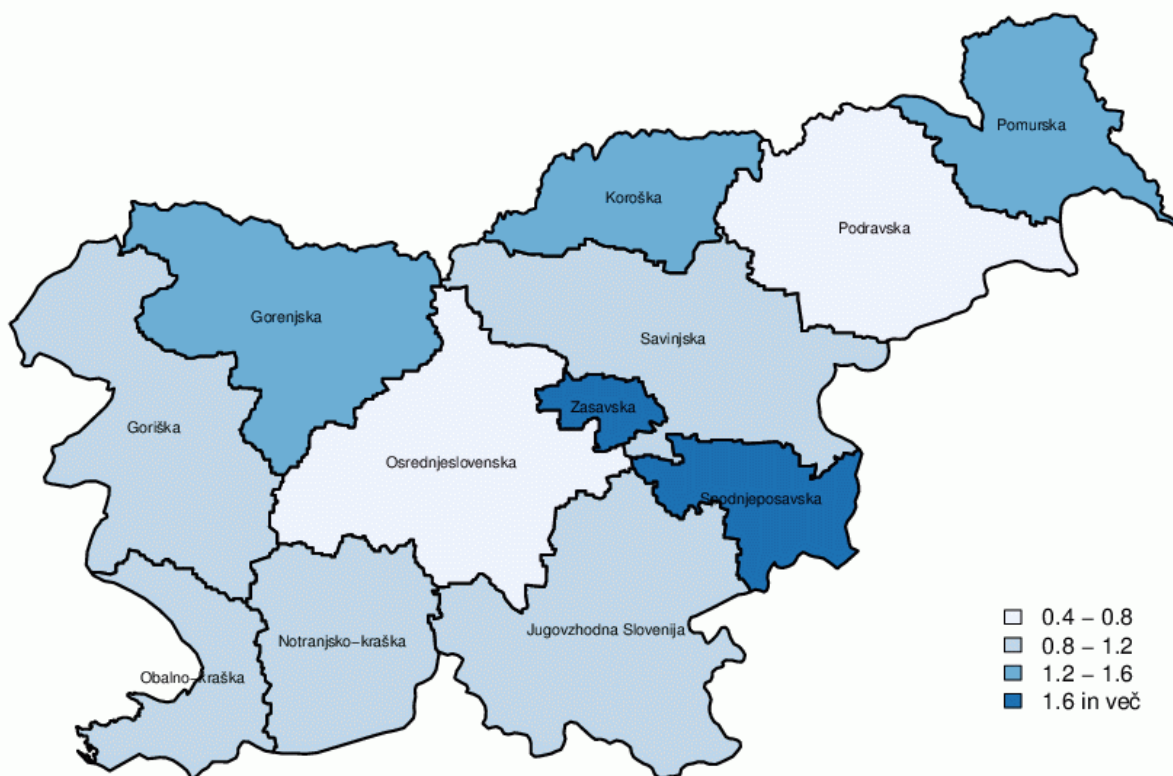 Pomurska
Koroška
Podravska
Gorenjska
Savinjska
Zasavska
Goriška
Osrednjeslovenska
Spodnjeposavska
Jugovzhodna Slovenija
Notranjsko−kraška
Obalno−kraška
0.4 − 0.8
0.8 − 1.2
1.2 − 1.6
1.6 in več